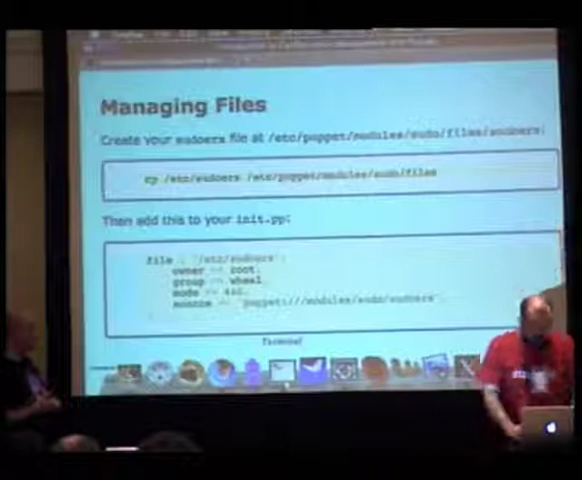 Managing Files
Create your sudoers file at /etc/puppet/modules/sudo/files/sudoers:
cp /etc/sudoers /etc/puppet/modules/sudo/files
Then add this to your init.pp:
file { "/etc/sudoers":
owner => root,
group => wheel,
mode => 440,
source => "puppet:///modules/sudo/sudoers",
Terminal